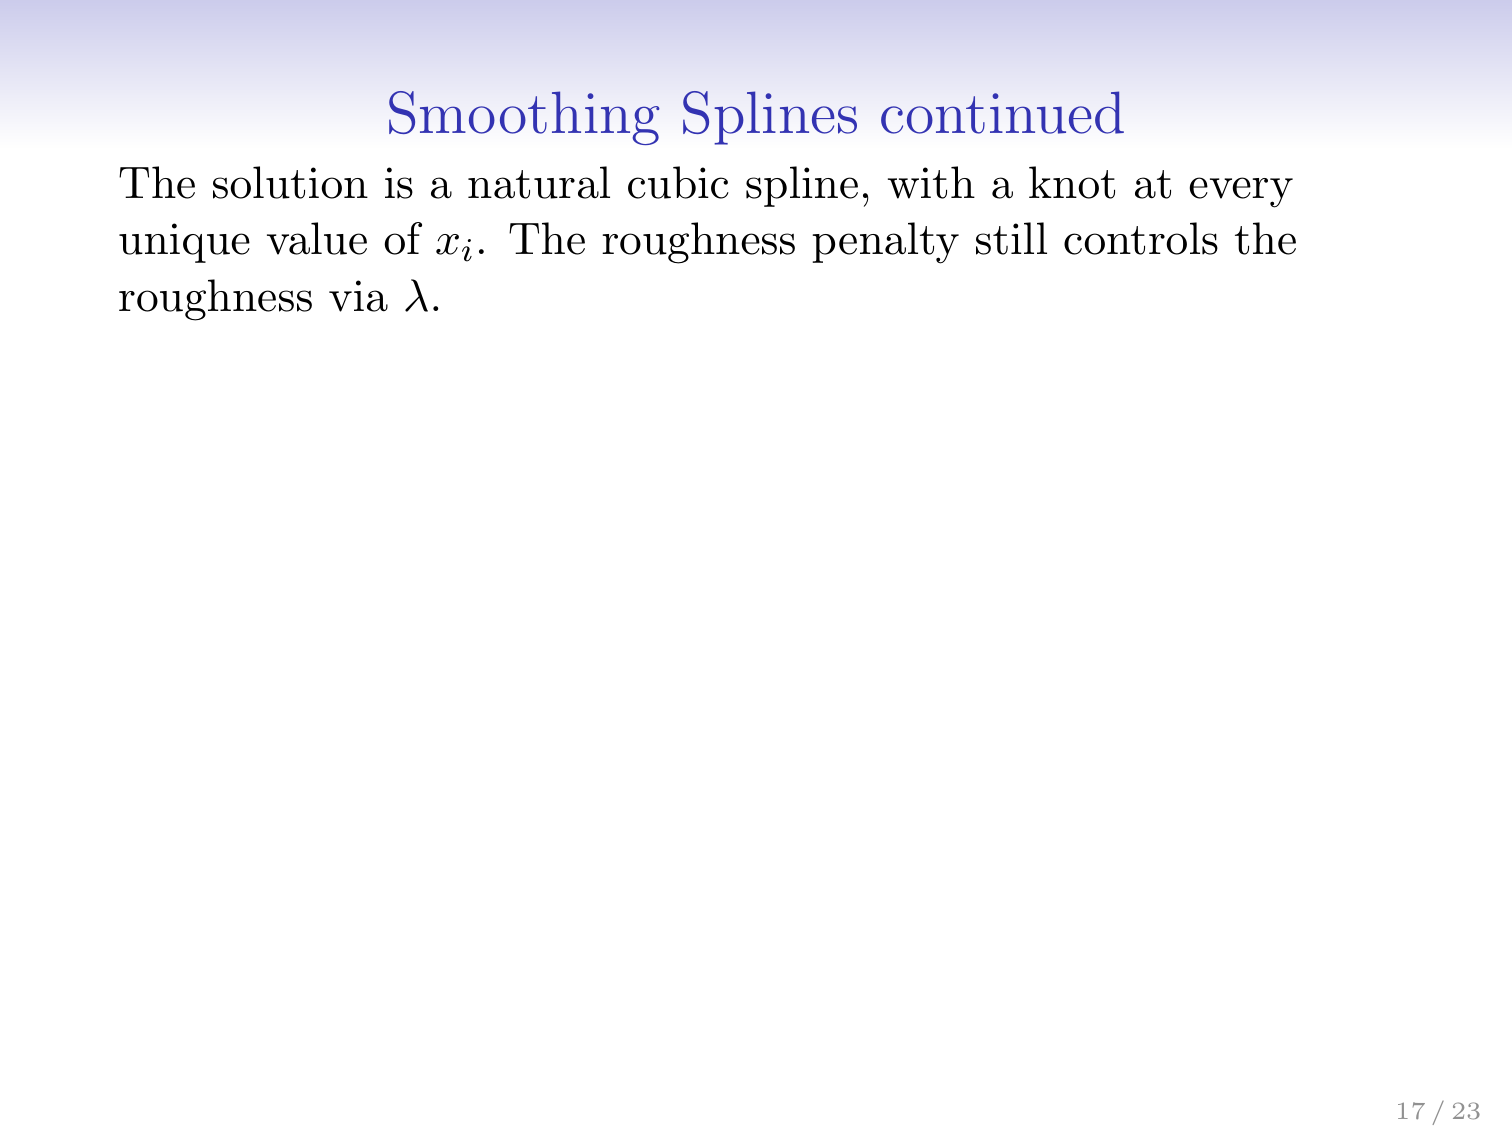 Smoothing Splines continued
The solution is a natural cubic spline, with a knot at every
unique value of xᵢ. The roughness penalty still controls the
roughness via λ.
17 / 23